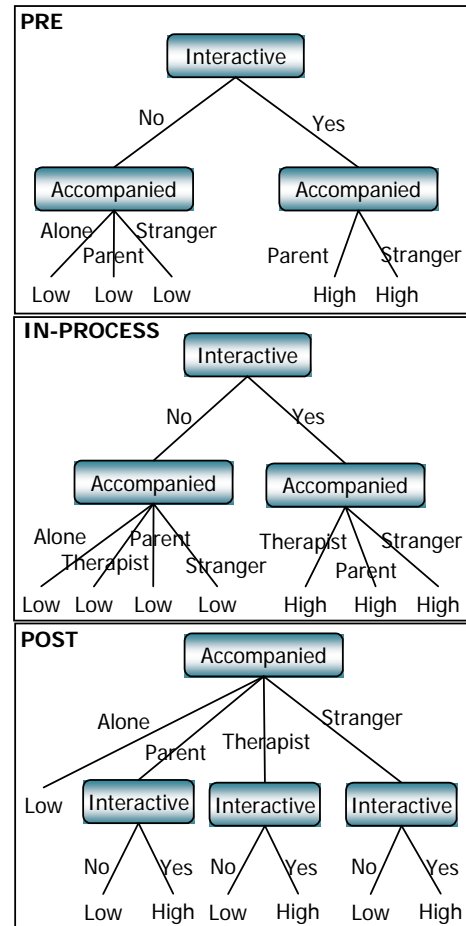 PRE
Interactive
No Yes
Accompanied Accompanied
Alone Stranger
Parent Parent Stranger
Low Low Low High High
IN-PROCESS
Interactive
No Yes
Accompanied Accompanied
Alone Parent Therapist Stranger
Therapist Stranger Parent
Low Low Low Low High High High
POST
Accompanied
Alone Stranger
Parent Therapist
Low Interactive Interactive Interactive
No Yes No Yes No Yes
Low High Low High Low High